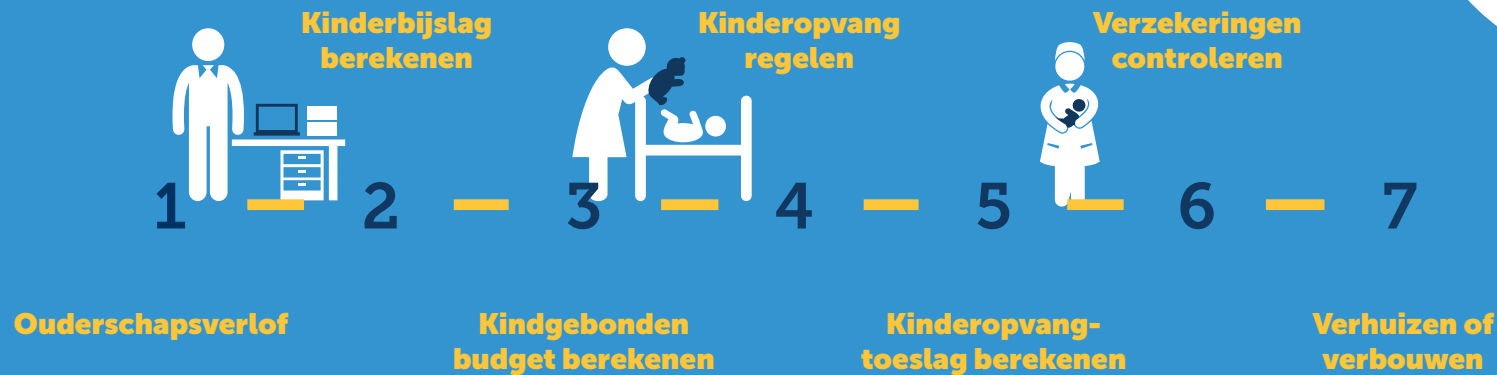 Kinderbijslag
berekenen
Kinderopvang
regelen
Verzekeringen
controleren
1
2
3
4
5
6
7
Ouderschapsverlof
Kindgebonden
budget berekenen
Kinderopvang-
toeslag berekenen
Verhuizen of
verbouwen